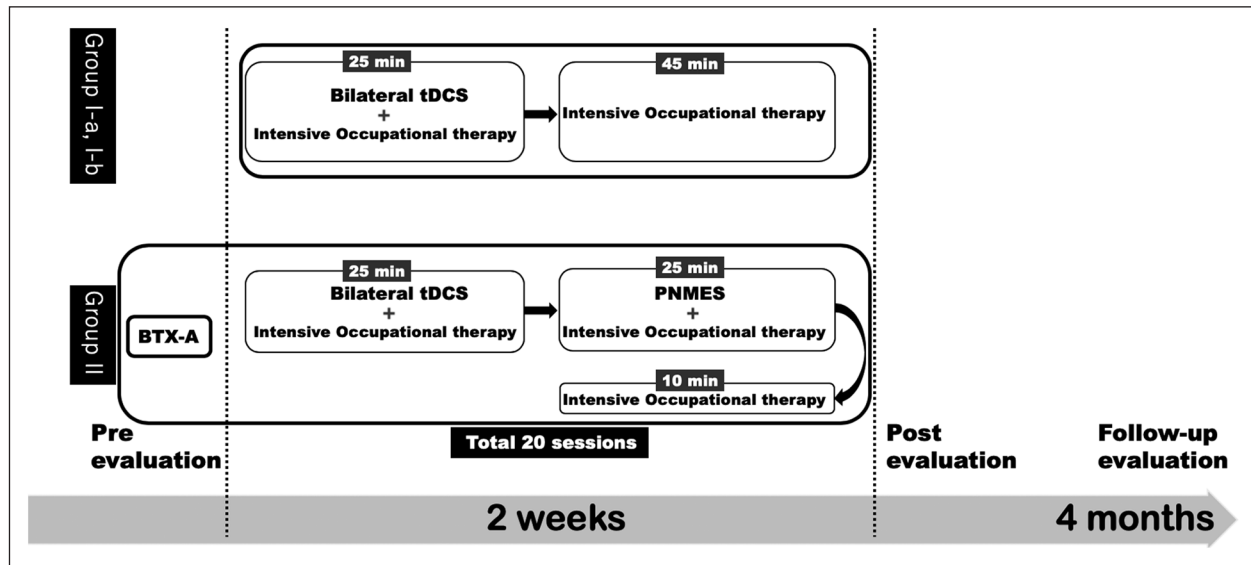 Group I-a, I-b
25 min
Bilateral tDCS
+
Intensive Occupational therapy
45 min
Intensive Occupational therapy
Group II
BTX-A
25 min
Bilateral tDCS
+
Intensive Occupational therapy
25 min
PNMES
+
Intensive Occupational therapy
10 min
Intensive Occupational therapy
Pre
evaluation
Total 20 sessions
Post
evaluation
Follow-up
evaluation
2 weeks
4 months